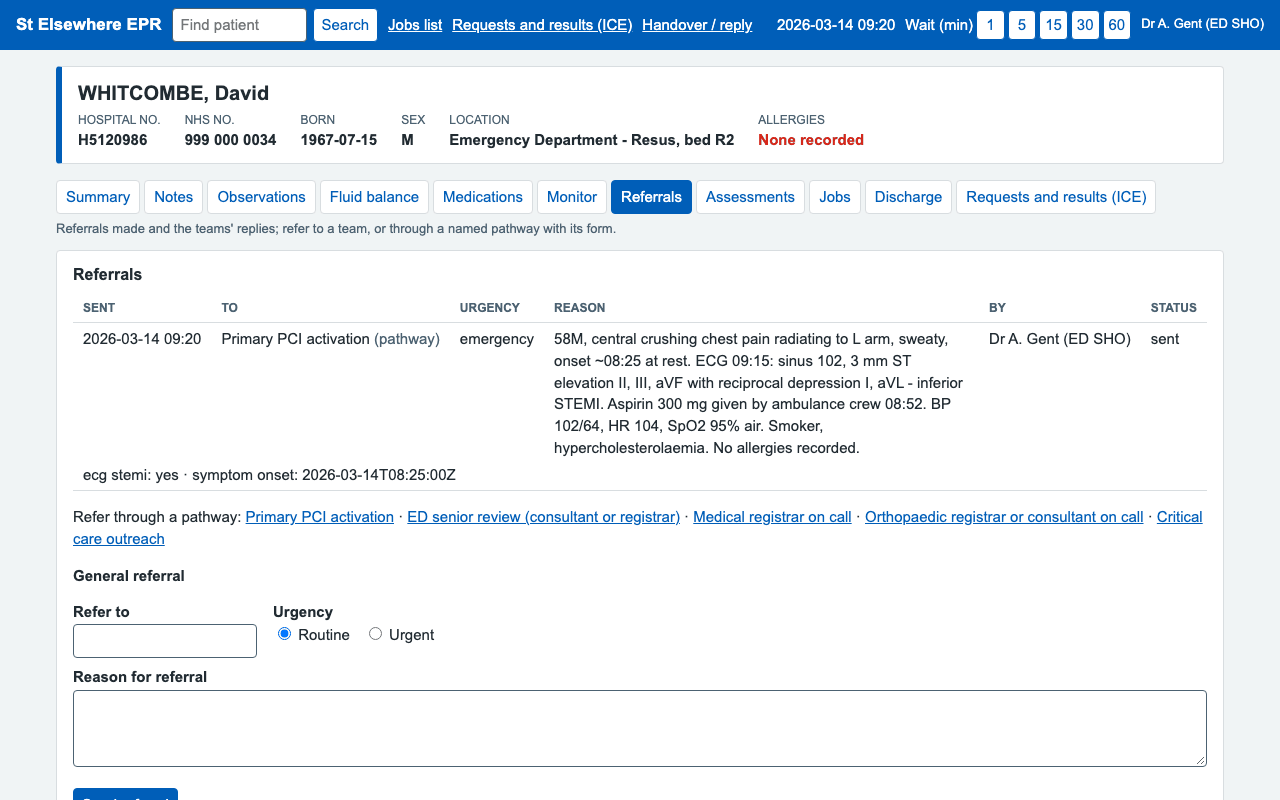 St Elsewhere EPR Find patient Search Jobs list Requests and results (ICE) Handover / reply 2026-03-14 09:20 Wait (min) 1 5 15 30 60 Dr A. Gent (ED SHO)
WHITCOMBE, David
HOSPITAL NO. NHS NO. BORN SEX LOCATION ALLERGIES
H5120986 999 000 0034 1967-07-15 M Emergency Department - Resus, bed R2 None recorded
Summary Notes Observations Fluid balance Medications Monitor Referrals Assessments Jobs Discharge Requests and results (ICE)
Referrals made and the teams' replies; refer to a team, or through a named pathway with its form.
Referrals
SENT TO URGENCY REASON BY STATUS
2026-03-14 09:20 Primary PCI activation (pathway) emergency 58M, central crushing chest pain radiating to L arm, sweaty, Dr A. Gent (ED SHO) sent
onset ~08:25 at rest. ECG 09:15: sinus 102, 3 mm ST
elevation II, III, aVF with reciprocal depression I, aVL - inferior
STEMI. Aspirin 300 mg given by ambulance crew 08:52. BP
102/64, HR 104, SpO2 95% air. Smoker,
hypercholesterolaemia. No allergies recorded.
ecg stemi: yes · symptom onset: 2026-03-14T08:25:00Z
Refer through a pathway: Primary PCI activation · ED senior review (consultant or registrar) · Medical registrar on call · Orthopaedic registrar or consultant on call · Critical
care outreach
General referral
Refer to Urgency
Routine Urgent
Reason for referral